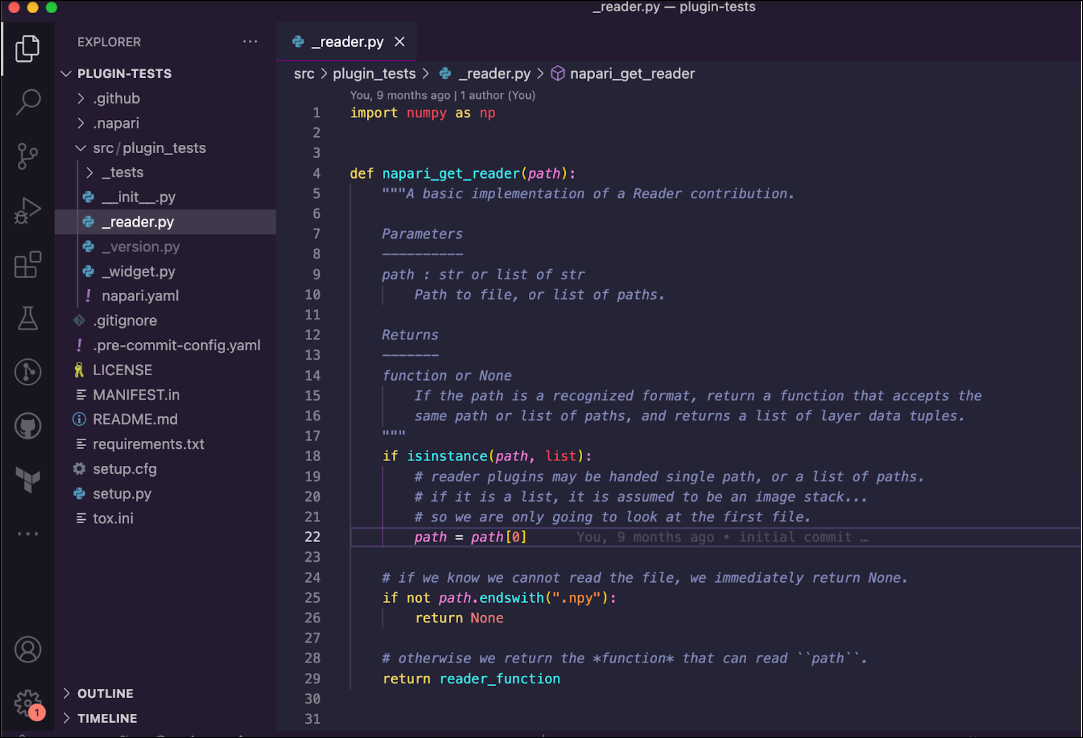 _reader.py — plugin-tests
EXPLORER
PLUGIN-TESTS
.github
.napari
src/plugin_tests
_tests
__init__.py
_reader.py
_version.py
_widget.py
! napari.yaml
.gitignore
! .pre-commit-config.yaml
LICENSE
MANIFEST.in
README.md
requirements.txt
setup.cfg
setup.py
tox.ini
OUTLINE
TIMELINE
1
_reader.py
src > plugin_tests > _reader.py > napari_get_reader
You, 9 months ago | 1 author (You)
1 import numpy as np
2
3
4 def napari_get_reader(path):
5 """A basic implementation of a Reader contribution.
6
7 Parameters
8 ----------
9 path : str or list of str
10 Path to file, or list of paths.
11
12 Returns
13 -------
14 function or None
15 If the path is a recognized format, return a function that accepts the
16 same path or list of paths, and returns a list of layer data tuples.
17 """
18 if isinstance(path, list):
19 # reader plugins may be handed single path, or a list of paths.
20 # if it is a list, it is assumed to be an image stack...
21 # so we are only going to look at the first file.
22 path = path[0] You, 9 months ago • initial commit …
23
24 # if we know we cannot read the file, we immediately return None.
25 if not path.endswith(".npy"):
26 return None
27
28 # otherwise we return the *function* that can read ``path``.
29 return reader_function
30
31